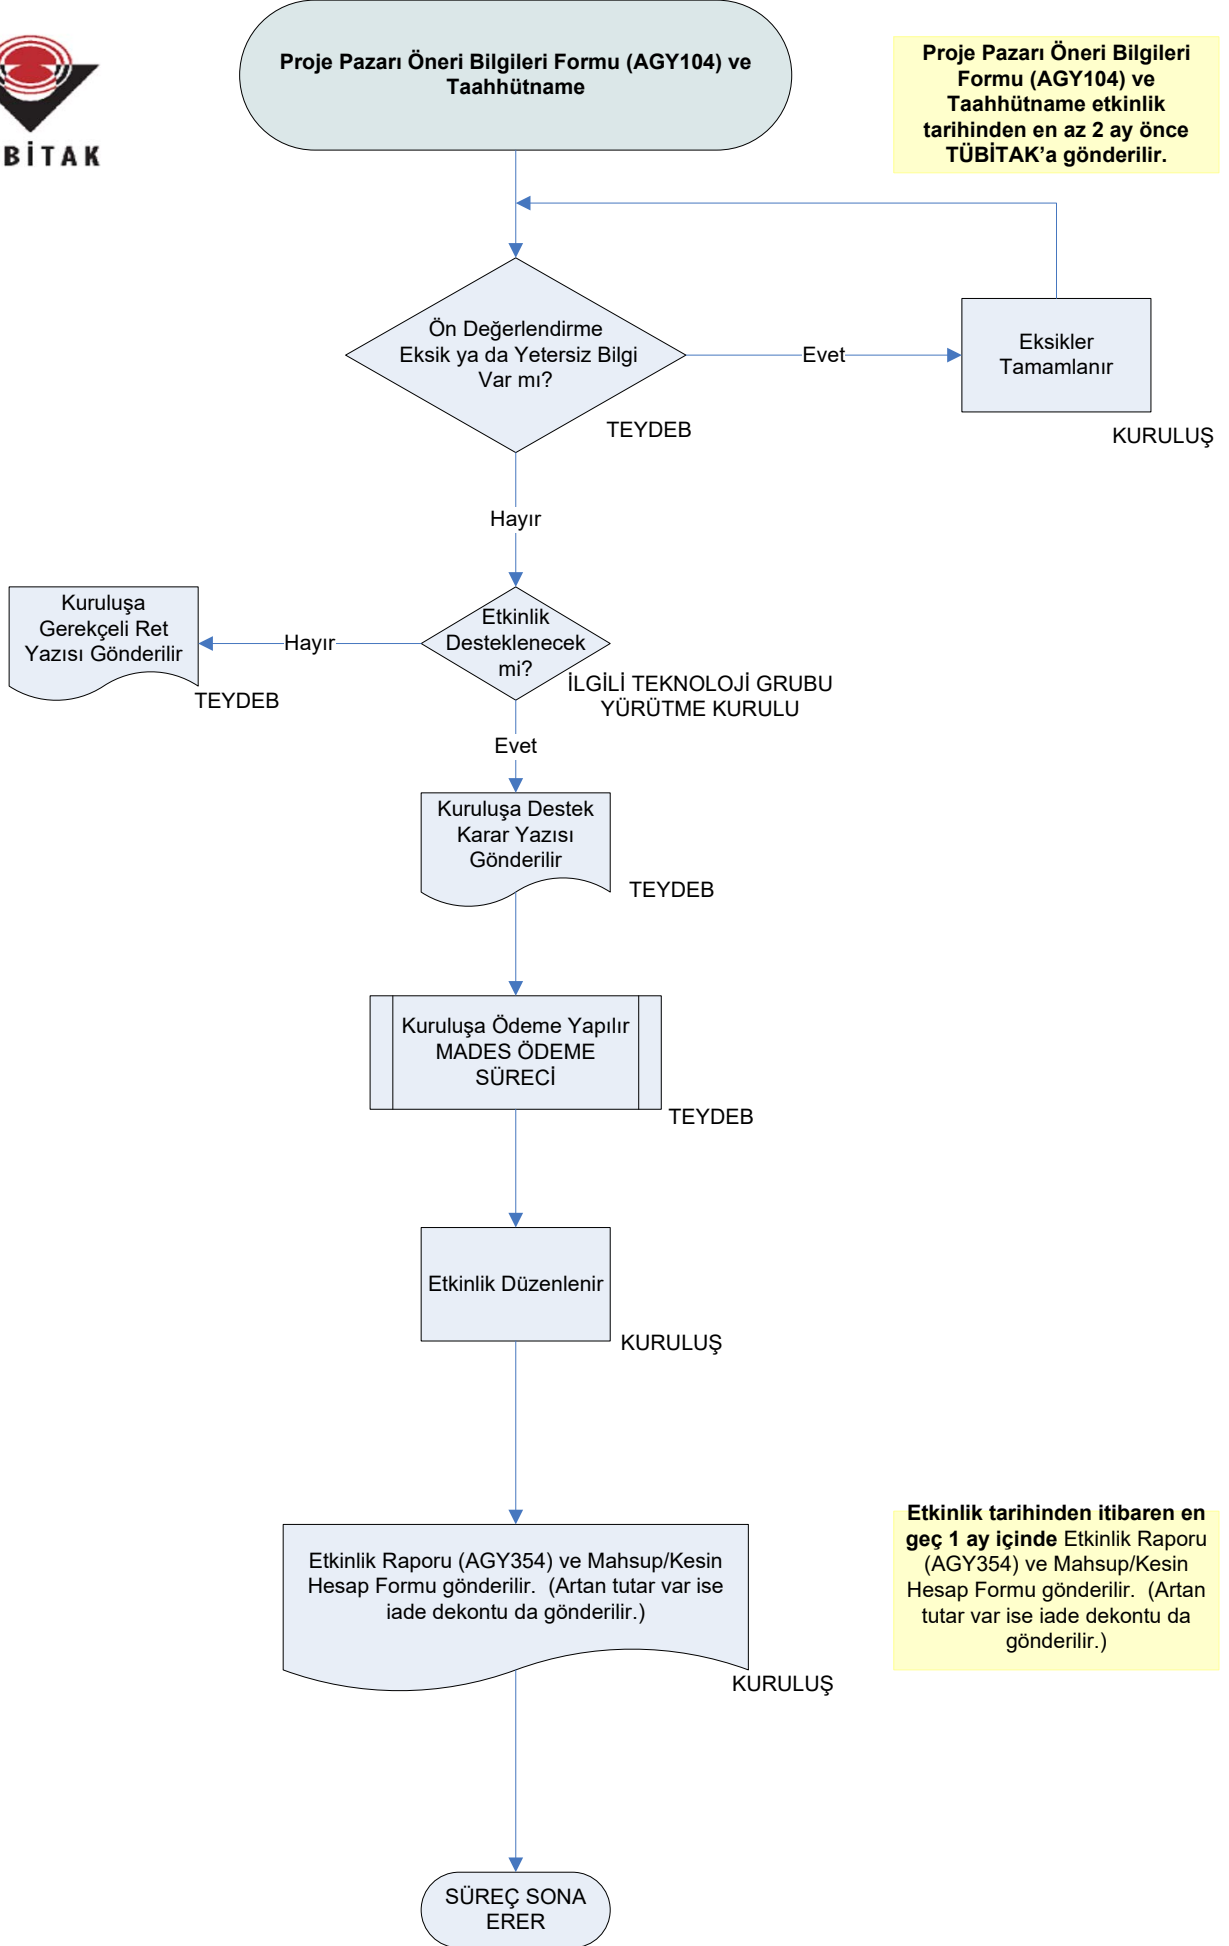 BİTAK
Proje Pazarı Öneri Bilgileri Formu (AGY104) ve
Taahhütname
Proje Pazarı Öneri Bilgileri
Formu (AGY104) ve
Taahhütname etkinlik
tarihinden en az 2 ay önce
TÜBİTAK’a gönderilir.
Ön Değerlendirme
Eksik ya da Yetersiz Bilgi
Var mı?
TEYDEB
Evet
Eksikler
Tamamlanır
KURULUŞ
Hayır
Etkinlik
Desteklenecek
mi?
İLGİLİ TEKNOLOJİ GRUBU
YÜRÜTME KURULU
Hayır
Kuruluşa
Gerekçeli Ret
Yazısı Gönderilir
TEYDEB
Evet
Kuruluşa Destek
Karar Yazısı
Gönderilir
TEYDEB
Kuruluşa Ödeme Yapılır
MADES ÖDEME
SÜRECİ
TEYDEB
Etkinlik Düzenlenir
KURULUŞ
Etkinlik Raporu (AGY354) ve Mahsup/Kesin
Hesap Formu gönderilir.  (Artan tutar var ise
iade dekontu da gönderilir.)
KURULUŞ
Etkinlik tarihinden itibaren en
geç 1 ay içinde Etkinlik Raporu
(AGY354) ve Mahsup/Kesin
Hesap Formu gönderilir.  (Artan
tutar var ise iade dekontu da
gönderilir.)
SÜREÇ SONA
ERER